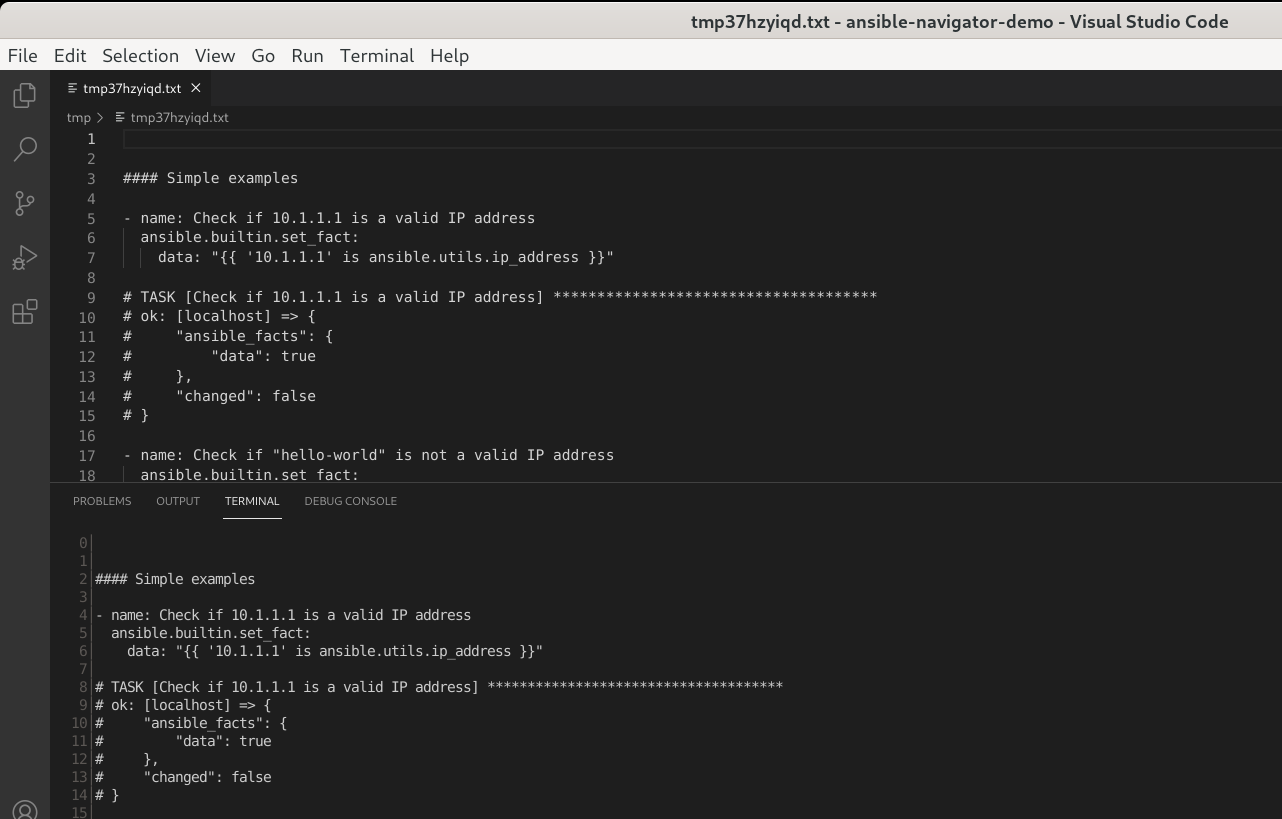 tmp37hzyiqd.txt - ansible-navigator-demo - Visual Studio Code
File Edit Selection View Go Run Terminal Help
tmp37hzyiqd.txt
tmp > tmp37hzyiqd.txt
1
2
3 #### Simple examples
4
5 - name: Check if 10.1.1.1 is a valid IP address
6   ansible.builtin.set_fact:
7     data: "{{ '10.1.1.1' is ansible.utils.ip_address }}"
8
9 # TASK [Check if 10.1.1.1 is a valid IP address] *************************************
10 # ok: [localhost] => {
11 #     "ansible_facts": {
12 #         "data": true
13 #     },
14 #     "changed": false
15 # }
16
17 - name: Check if "hello-world" is not a valid IP address
18   ansible.builtin.set_fact:
PROBLEMS OUTPUT TERMINAL DEBUG CONSOLE
0
1
2 #### Simple examples
3
4 - name: Check if 10.1.1.1 is a valid IP address
5   ansible.builtin.set_fact:
6     data: "{{ '10.1.1.1' is ansible.utils.ip_address }}"
7
8 # TASK [Check if 10.1.1.1 is a valid IP address] *************************************
9 # ok: [localhost] => {
10 #     "ansible_facts": {
11 #         "data": true
12 #     },
13 #     "changed": false
14 # }
15